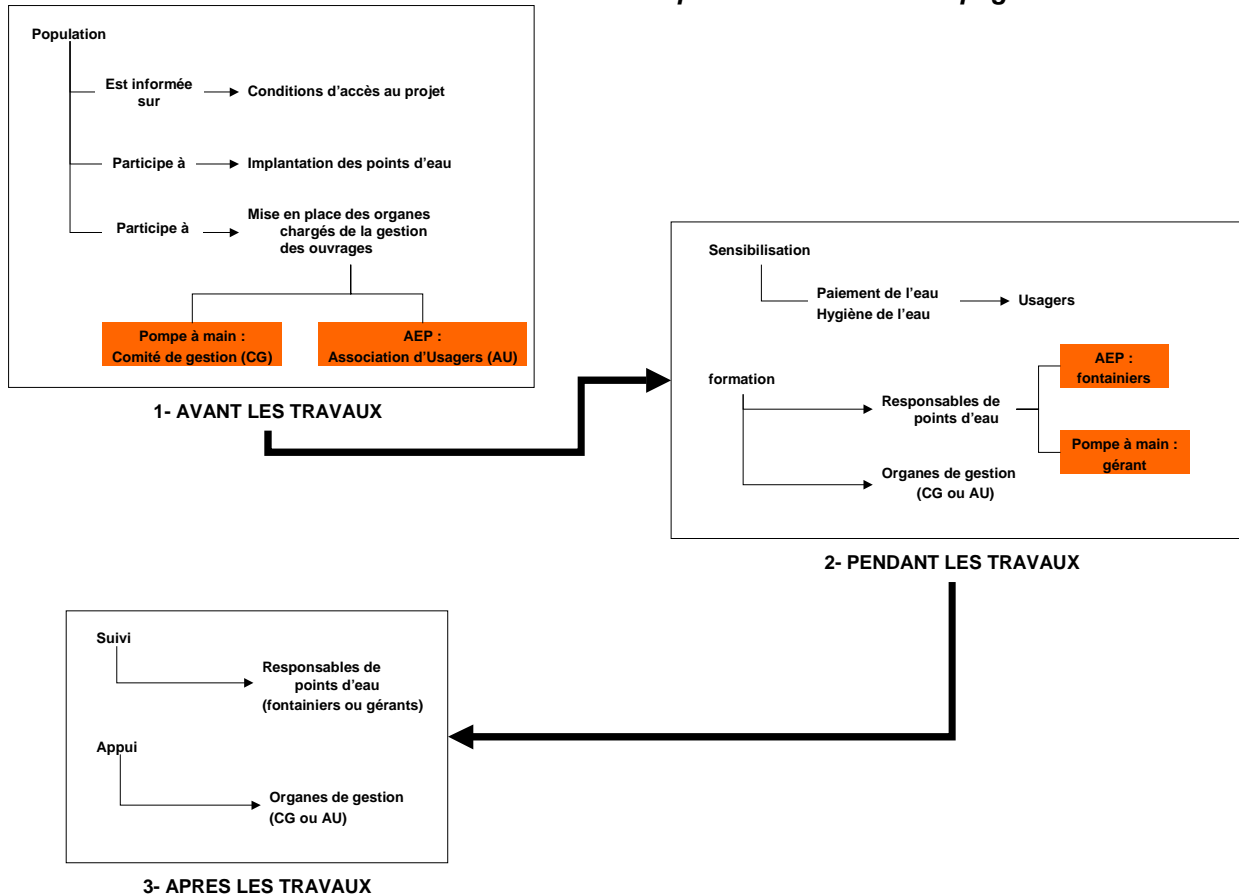 Population
Est informée
sur
Conditions d'accès au projet
Participe à
Implantation des points d'eau
Participe à
Mise en place des organes
chargés de la gestion
des ouvrages
Pompe à main :
Comité de gestion (CG)
AEP :
Association d'Usagers (AU)
1- AVANT LES TRAVAUX
Sensibilisation
Paiement de l'eau
Hygiène de l'eau
Usagers
formation
Responsables de
points d'eau
AEP :
fontainiers
Pompe à main :
gérant
Organes de gestion
(CG ou AU)
2- PENDANT LES TRAVAUX
Suivi
Responsables de
points d'eau
(fontainiers ou gérants)
Appui
Organes de gestion
(CG ou AU)
3- APRES LES TRAVAUX